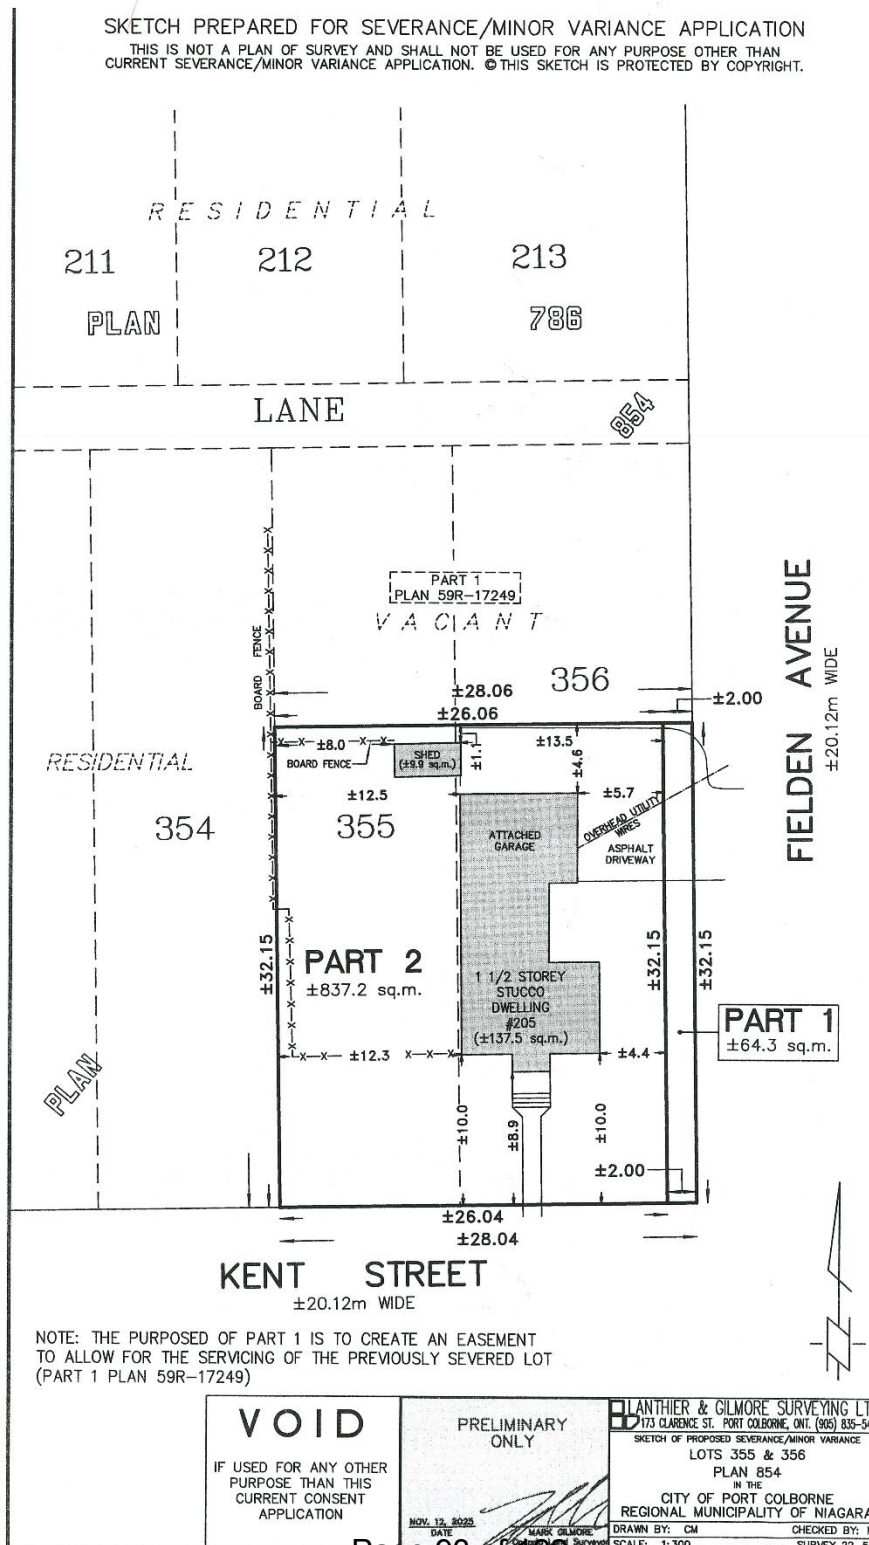 SKETCH PREPARED FOR SEVERANCE/MINOR VARIANCE APPLICATION
THIS IS NOT A PLAN OF SURVEY AND SHALL NOT BE USED FOR ANY PURPOSE OTHER THAN
CURRENT SEVERANCE/MINOR VARIANCE APPLICATION. © THIS SKETCH IS PROTECTED BY COPYRIGHT.
RESIDENTIAL
211
212
213
PLAN
786
LANE
854
PART 1
PLAN 59R-17249
VACANT
BOARD FENCE
356
±28.06
±26.06
±2.00
FIELDEN AVENUE
±20.12m WIDE
±8.0
BOARD FENCE
SHED
(±9.9 sq.m.)
±1.1
±13.5
±4.6
RESIDENTIAL
±12.5
±5.7
354
355
ATTACHED
GARAGE
OVERHEAD UTILITY
WIRES
ASPHALT
DRIVEWAY
±32.15
±32.15
±32.15
PART 2
±837.2 sq.m.
1 1/2 STOREY
STUCCO
DWELLING
#205
(±137.5 sq.m.)
PART 1
±64.3 sq.m.
±12.3
±4.4
PLAN
±10.0
±8.9
±10.0
±2.00
±26.04
±28.04
KENT STREET
±20.12m WIDE
NOTE: THE PURPOSED OF PART 1 IS TO CREATE AN EASEMENT
TO ALLOW FOR THE SERVICING OF THE PREVIOUSLY SEVERED LOT
(PART 1 PLAN 59R-17249)
VOID
IF USED FOR ANY OTHER
PURPOSE THAN THIS
CURRENT CONSENT
APPLICATION
PRELIMINARY
ONLY
NOV. 12, 2025
DATE
MARK GILMORE
LANTHIER & GILMORE SURVEYING LT
173 CLARENCE ST. PORT COLBORNE, ONT. (905) 835-54
SKETCH OF PROPOSED SEVERANCE/MINOR VARIANCE
LOTS 355 & 356
PLAN 854
IN THE
CITY OF PORT COLBORNE
REGIONAL MUNICIPALITY OF NIAGARA
DRAWN BY: CM
CHECKED BY:
SCALE: 1:300